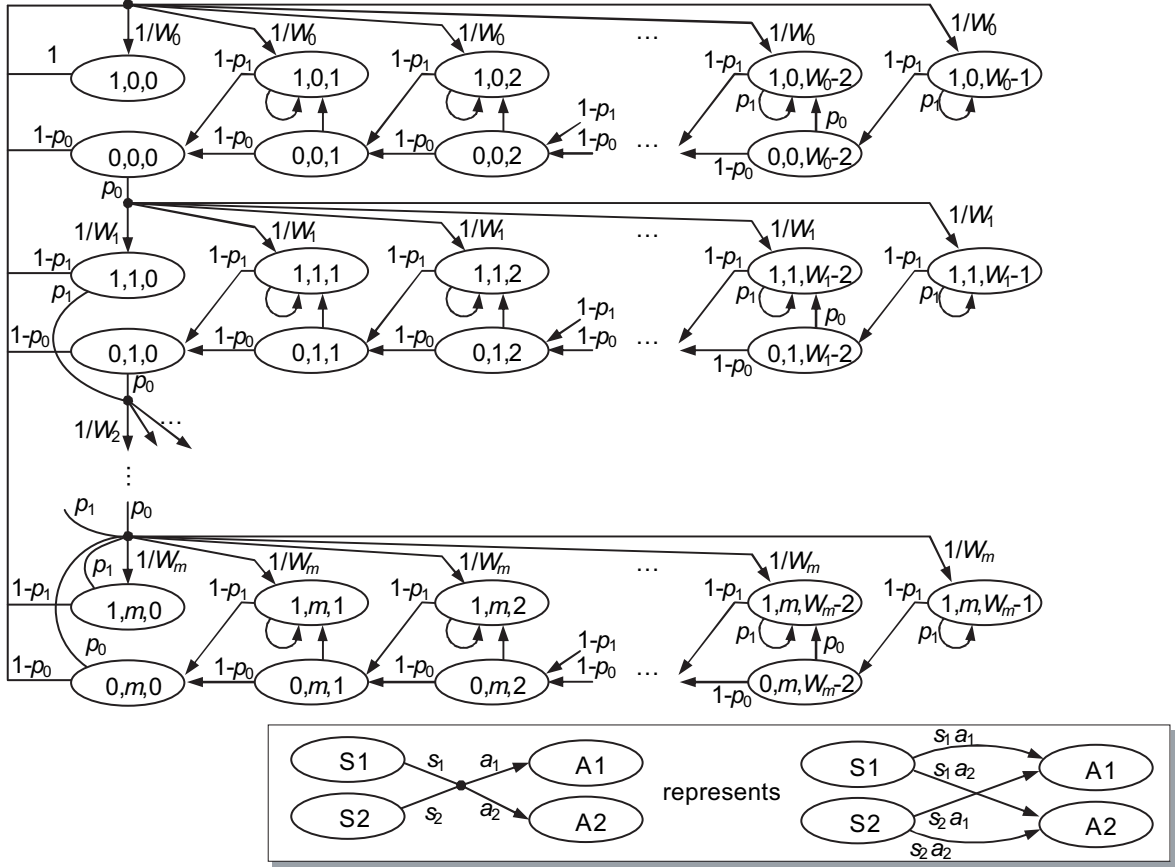 1/W₀ 1/W₀ 1/W₀ ... 1/W₀ 1/W₀
1 1-p₁ 1-p₁ 1-p₁ 1-p₁
1,0,0 1,0,1 1,0,2 1,0,W₀-2 1,0,W₀-1
p₁ p₁
1-p₁ p₀
1-p₀ 1-p₀ 1-p₀ 1-p₀ ...
0,0,0 0,0,1 0,0,2 0,0,W₀-2
1-p₀
p₀
1/W₁ 1/W₁ 1/W₁ ... 1/W₁ 1/W₁
1-p₁ 1-p₁ 1-p₁ 1-p₁ 1-p₁
1,1,0 1,1,1 1,1,2 1,1,W₁-2 1,1,W₁-1
p₁ p₁ p₁
1-p₁ p₀
1-p₀ 1-p₀ 1-p₀ 1-p₀ ...
0,1,0 0,1,1 0,1,2 0,1,W₁-2
1-p₀
p₀
1/W₂ ...
...
p₁ p₀
1/Wₘ 1/Wₘ 1/Wₘ ... 1/Wₘ 1/Wₘ
1-p₁ p₁ 1-p₁ 1-p₁ 1-p₁ 1-p₁
1,m,0 1,m,1 1,m,2 1,m,Wₘ-2 1,m,Wₘ-1
p₁ p₁
p₀ 1-p₁ p₀
1-p₀ 1-p₀ 1-p₀ 1-p₀ ...
0,m,0 0,m,1 0,m,2 0,m,Wₘ-2
1-p₀
S1 s₁ a₁ A1
S2 s₂ a₂ A2
represents
S1 s₁a₁ A1
s₁a₂
S2 s₂a₁ A2
s₂a₂